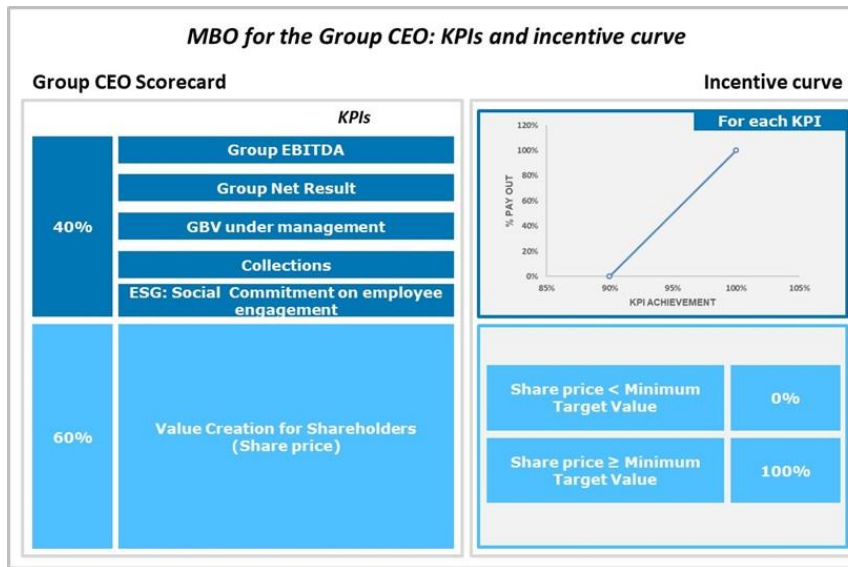 MBO for the Group CEO: KPIs and incentive curve
Group CEO Scorecard
Incentive curve
KPIs
40%
Group EBITDA
Group Net Result
GBV under management
Collections
ESG: Social Commitment on employee
engagement
60%
Value Creation for Shareholders
(Share price)
For each KPI
% PAY OUT
120%
100%
80%
60%
40%
20%
0%
85%
90%
95%
100%
105%
KPI ACHIEVEMENT
Share price < Minimum
Target Value
0%
Share price ≥ Minimum
Target Value
100%